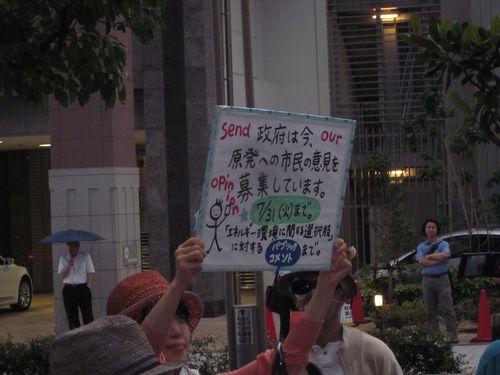 send 政府は今、our
原発への市民の意見を
opinion 募集しています。
7/31(火)まで。
「エネルギー環境に関する選択肢」
に対する パブリックコメント まで。